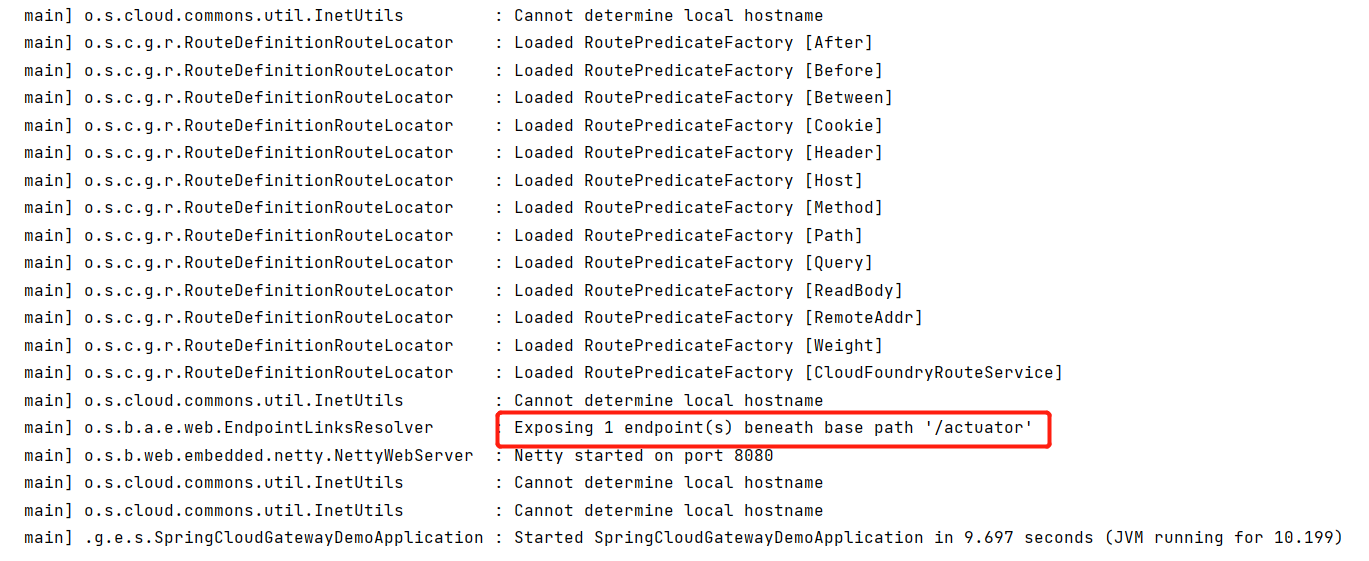 main] o.s.cloud.commons.util.InetUtils : Cannot determine local hostname
main] o.s.c.g.r.RouteDefinitionRouteLocator : Loaded RoutePredicateFactory [After]
main] o.s.c.g.r.RouteDefinitionRouteLocator : Loaded RoutePredicateFactory [Before]
main] o.s.c.g.r.RouteDefinitionRouteLocator : Loaded RoutePredicateFactory [Between]
main] o.s.c.g.r.RouteDefinitionRouteLocator : Loaded RoutePredicateFactory [Cookie]
main] o.s.c.g.r.RouteDefinitionRouteLocator : Loaded RoutePredicateFactory [Header]
main] o.s.c.g.r.RouteDefinitionRouteLocator : Loaded RoutePredicateFactory [Host]
main] o.s.c.g.r.RouteDefinitionRouteLocator : Loaded RoutePredicateFactory [Method]
main] o.s.c.g.r.RouteDefinitionRouteLocator : Loaded RoutePredicateFactory [Path]
main] o.s.c.g.r.RouteDefinitionRouteLocator : Loaded RoutePredicateFactory [Query]
main] o.s.c.g.r.RouteDefinitionRouteLocator : Loaded RoutePredicateFactory [ReadBody]
main] o.s.c.g.r.RouteDefinitionRouteLocator : Loaded RoutePredicateFactory [RemoteAddr]
main] o.s.c.g.r.RouteDefinitionRouteLocator : Loaded RoutePredicateFactory [Weight]
main] o.s.c.g.r.RouteDefinitionRouteLocator : Loaded RoutePredicateFactory [CloudFoundryRouteService]
main] o.s.cloud.commons.util.InetUtils : Cannot determine local hostname
main] o.s.b.a.e.web.EndpointLinksResolver : Exposing 1 endpoint(s) beneath base path '/actuator'
main] o.s.b.web.embedded.netty.NettyWebServer : Netty started on port 8080
main] o.s.cloud.commons.util.InetUtils : Cannot determine local hostname
main] o.s.cloud.commons.util.InetUtils : Cannot determine local hostname
main] .g.e.s.SpringCloudGatewayDemoApplication : Started SpringCloudGatewayDemoApplication in 9.697 seconds (JVM running for 10.199)